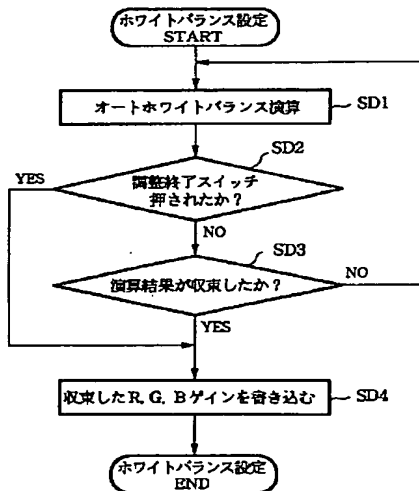 ホワイトバランス設定
START
オートホワイトバランス演算
SD1
SD2
YES
調整終了スイッチ
押されたか？
NO
SD3
演算結果が収束したか？
NO
YES
収束したR, G, Bゲインを書き込む
SD4
ホワイトバランス設定
END